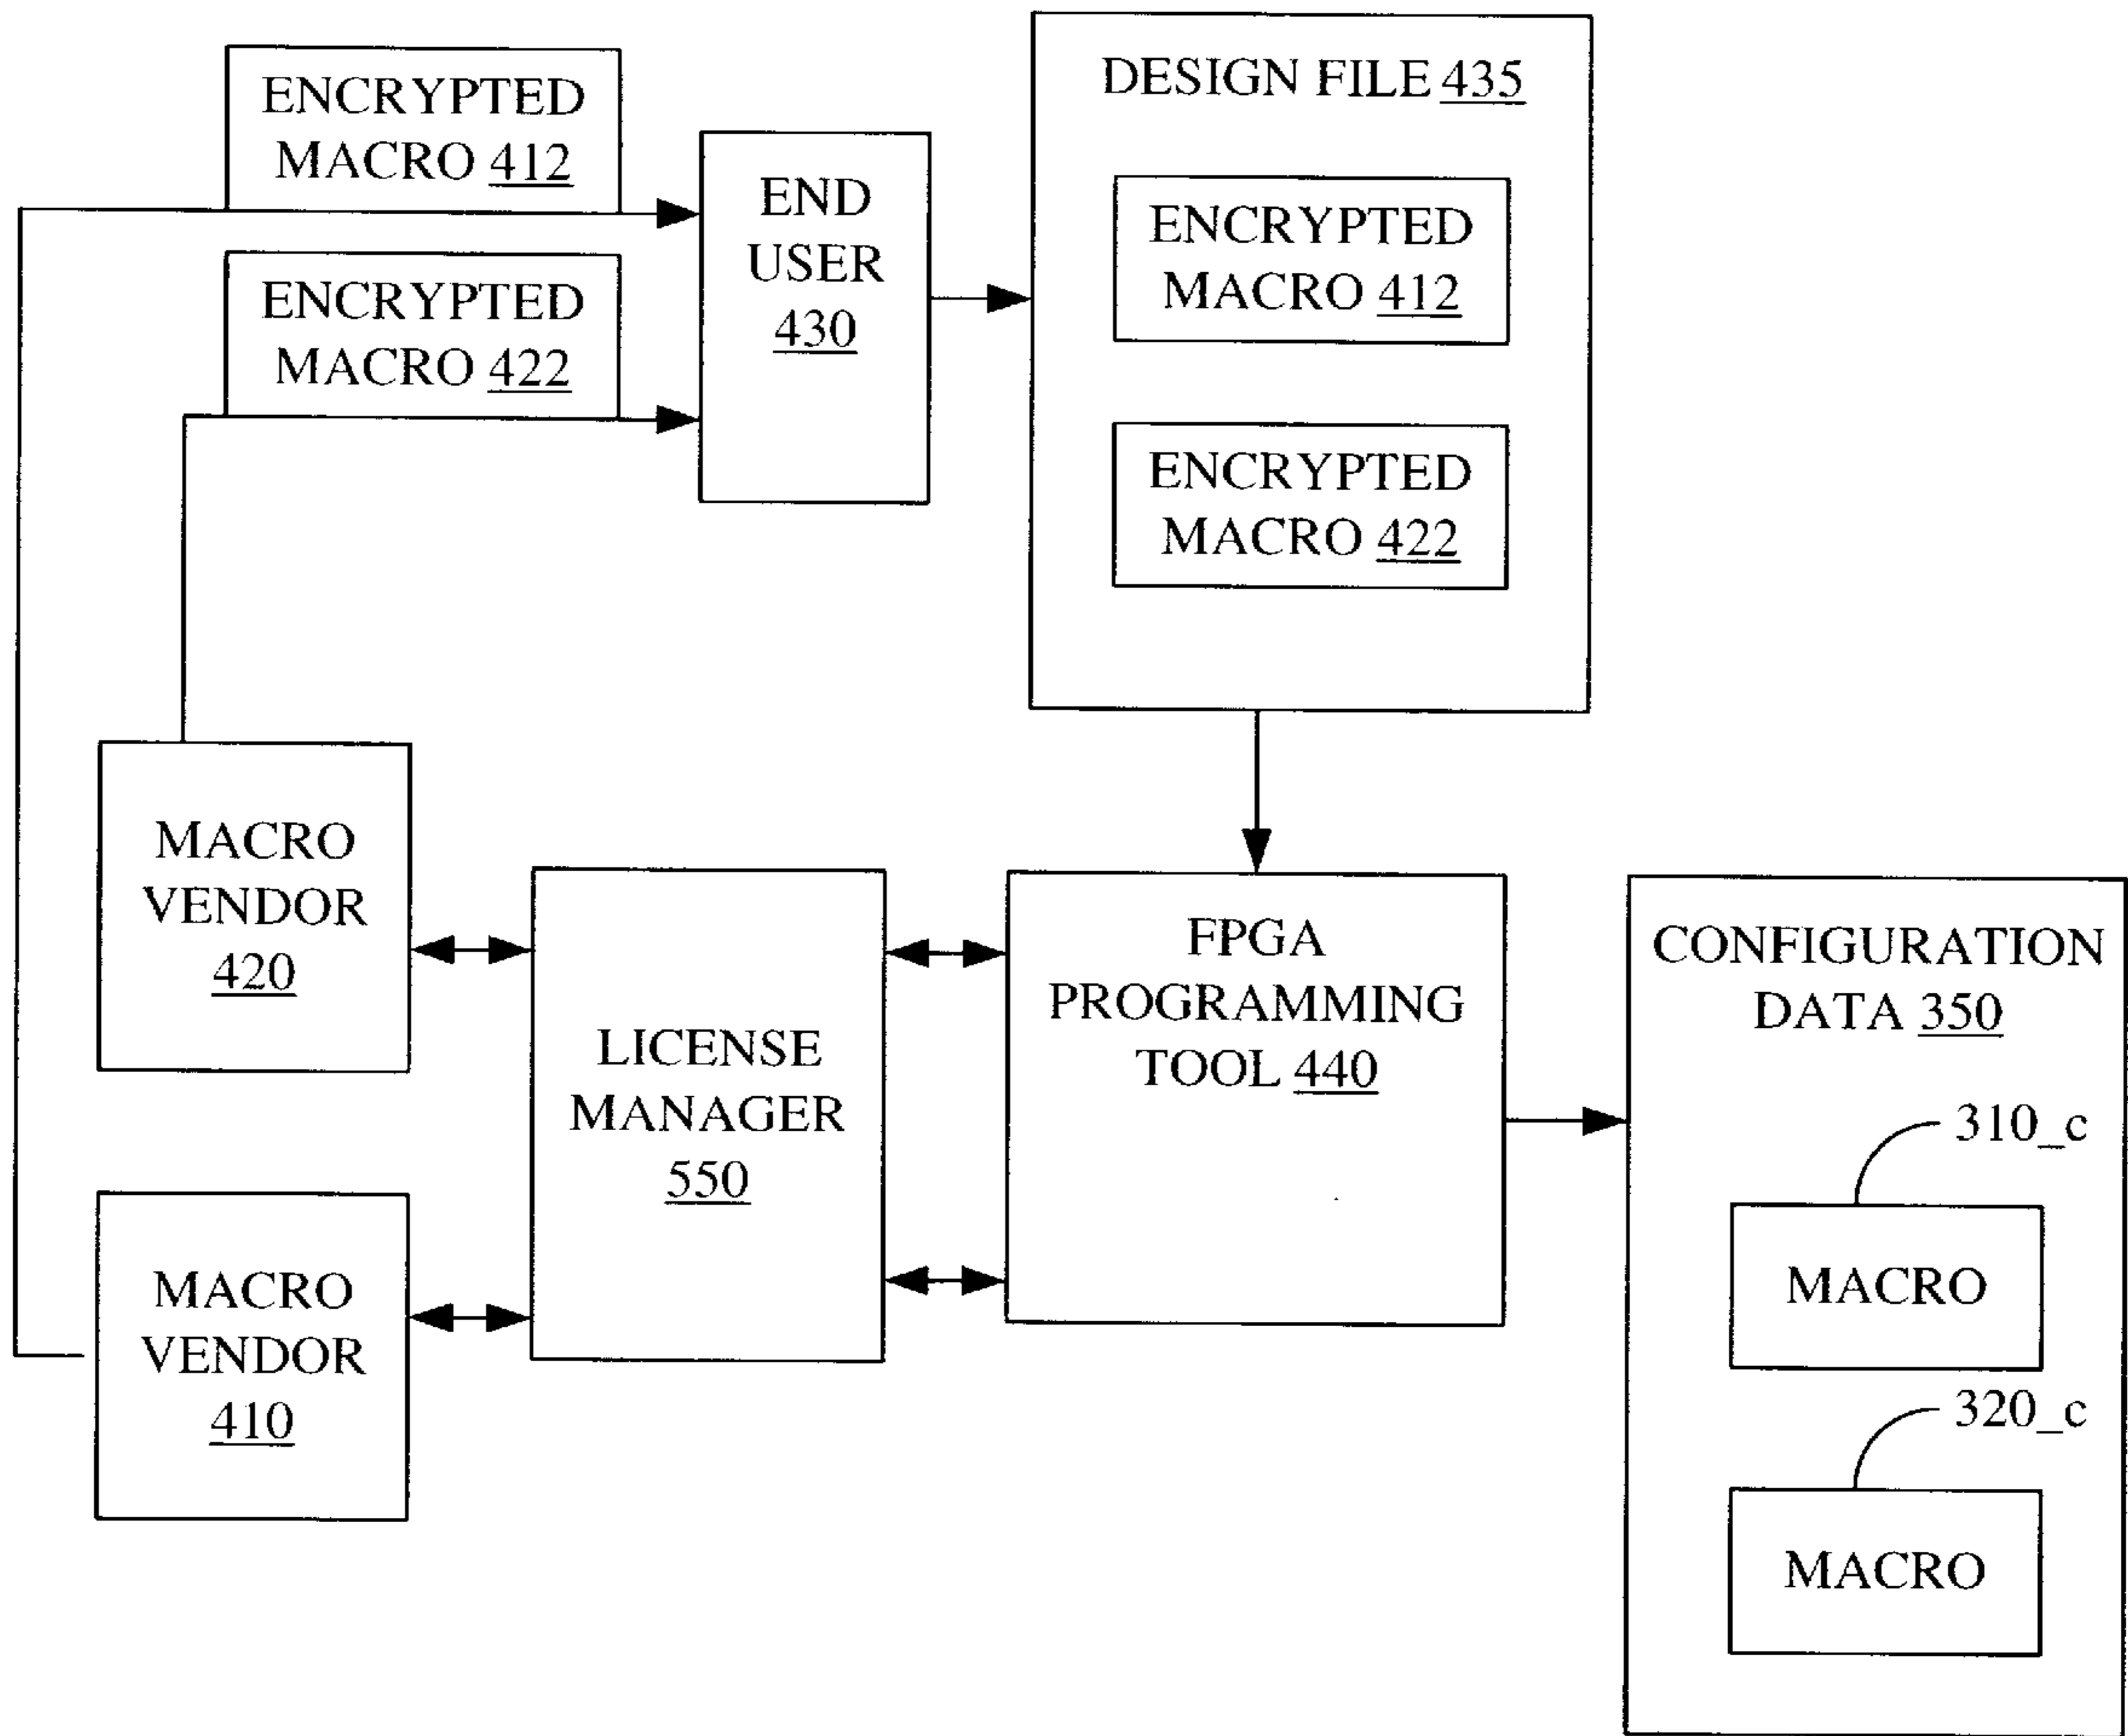 ENCRYPTED
MACRO 412
ENCRYPTED
MACRO 422
END
USER
430
DESIGN FILE 435
ENCRYPTED
MACRO 412
ENCRYPTED
MACRO 422
MACRO
VENDOR
420
MACRO
VENDOR
410
LICENSE
MANAGER
550
FPGA
PROGRAMMING
TOOL 440
CONFIGURATION
DATA 350
310_c
MACRO
320_c
MACRO